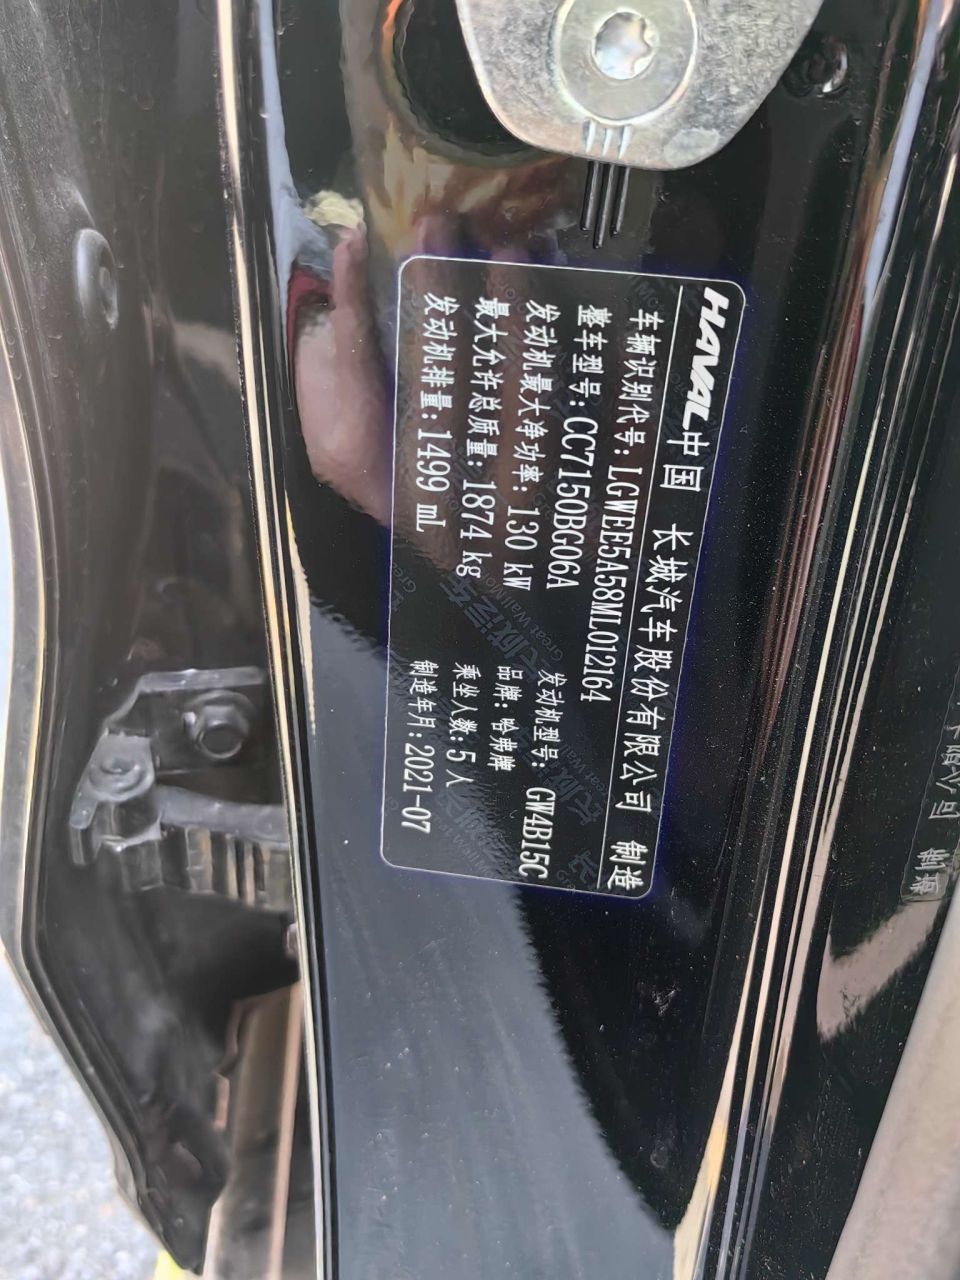 HAVAL 中国 长城汽车股份有限公司 制造
车辆识别代号:LGWEE5A58ML012164
整车型号:CC7150BG06A 发动机型号: GW4B15C
发动机最大净功率: 130 kW 品牌: 哈弗牌
最大允许总质量: 1874 kg 乘坐人数: 5 人
发动机排量: 1499 mL 制造年月: 2021-07